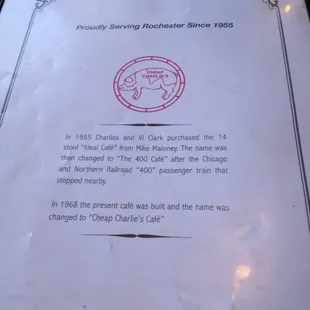 Proudly Serving Rochester Since 1955
CHEAP
CHARLIE'S
In 1955 Charlies and Vi Clark purchased the 14
stool "Ideal Café" from Mike Maloney. The name was
then changed to "The 400 Café" after the Chicago
and Northern Railroad "400" passenger train that
stopped nearby.
In 1968 the present café was built and the name was
changed to "Cheap Charlie's Café"